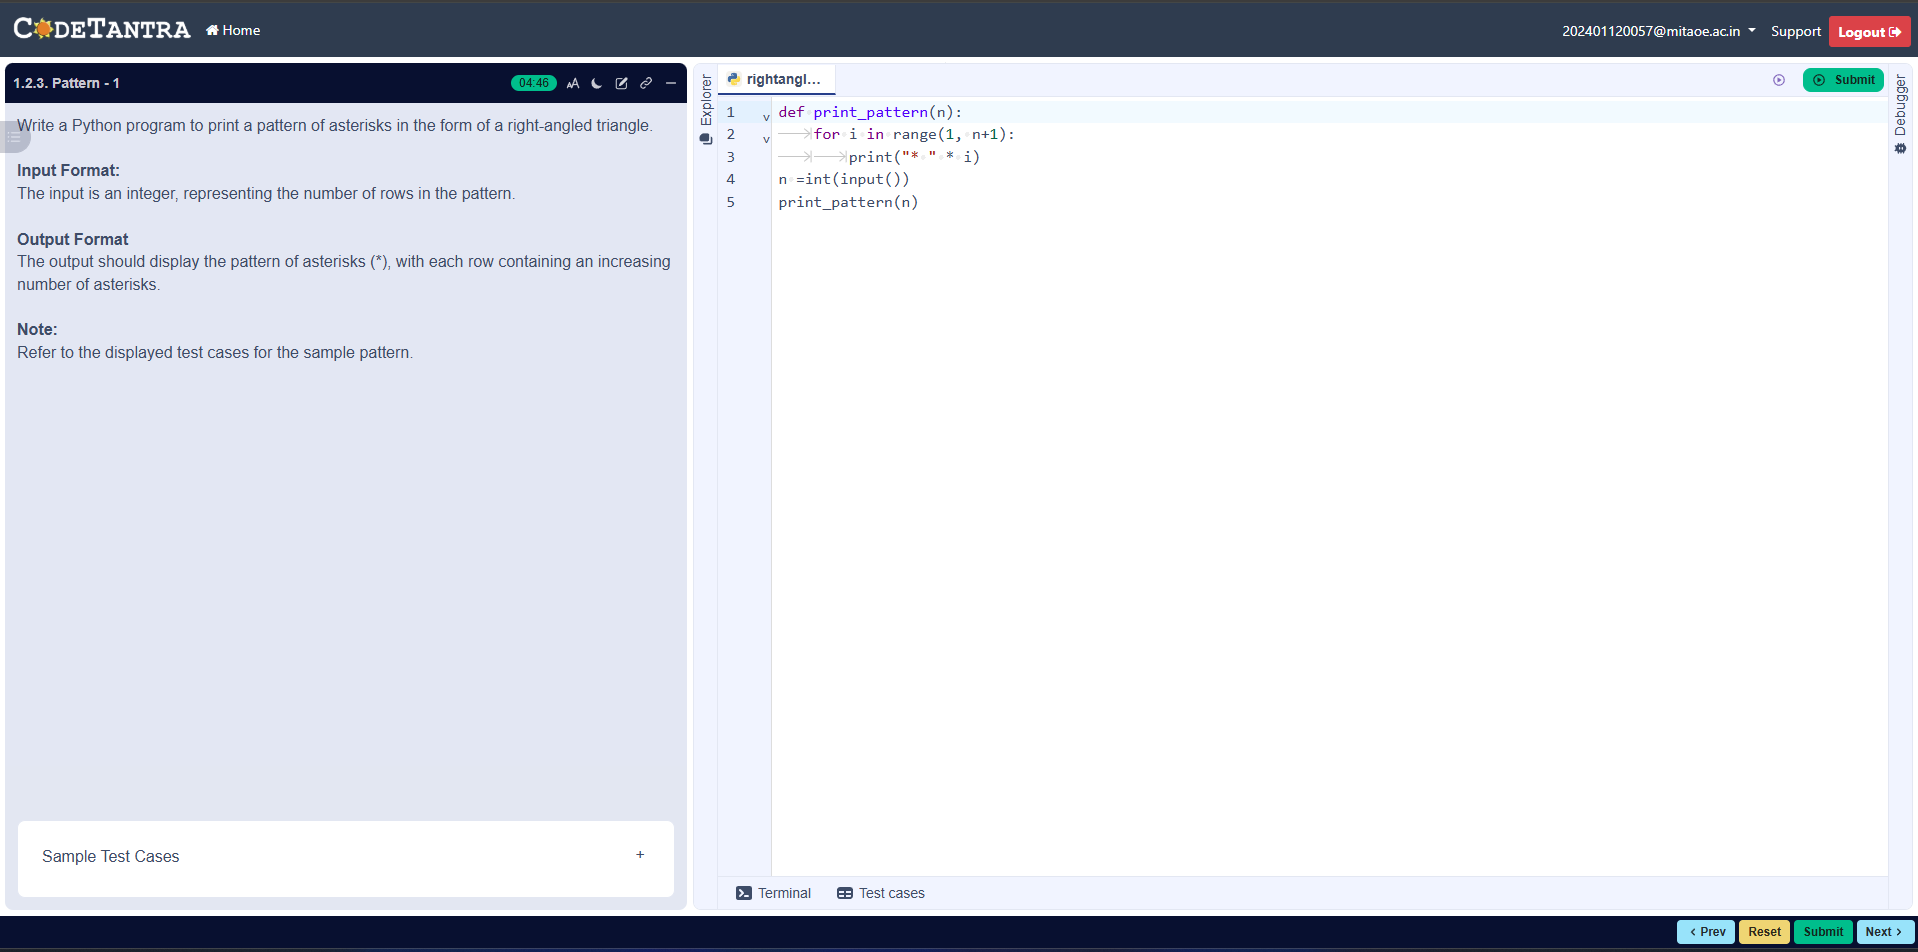 CODETANTRA Home
202401120057@mitaoe.ac.in Support Logout
1.2.3. Pattern - 1
04:46 AA
Write a Python program to print a pattern of asterisks in the form of a right-angled triangle.
Input Format:
The input is an integer, representing the number of rows in the pattern.
Output Format
The output should display the pattern of asterisks (*), with each row containing an increasing
number of asterisks.
Note:
Refer to the displayed test cases for the sample pattern.
Sample Test Cases +
Explorer
rightangl...
Submit
Debugger
1 def print_pattern(n):
2 for i in range(1, n+1):
3 print("* " * i)
4 n =int(input())
5 print_pattern(n)
Terminal Test cases
‹ Prev Reset Submit Next ›